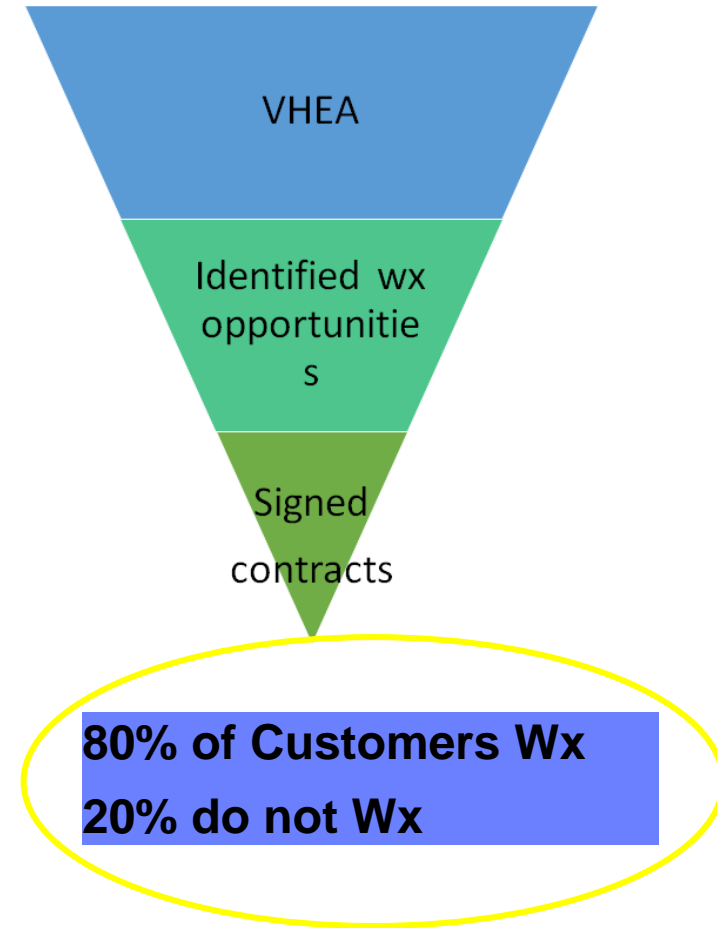 VHEA
Identified wx
opportunitie
s
Signed
contracts
80% of Customers Wx
20% do not Wx